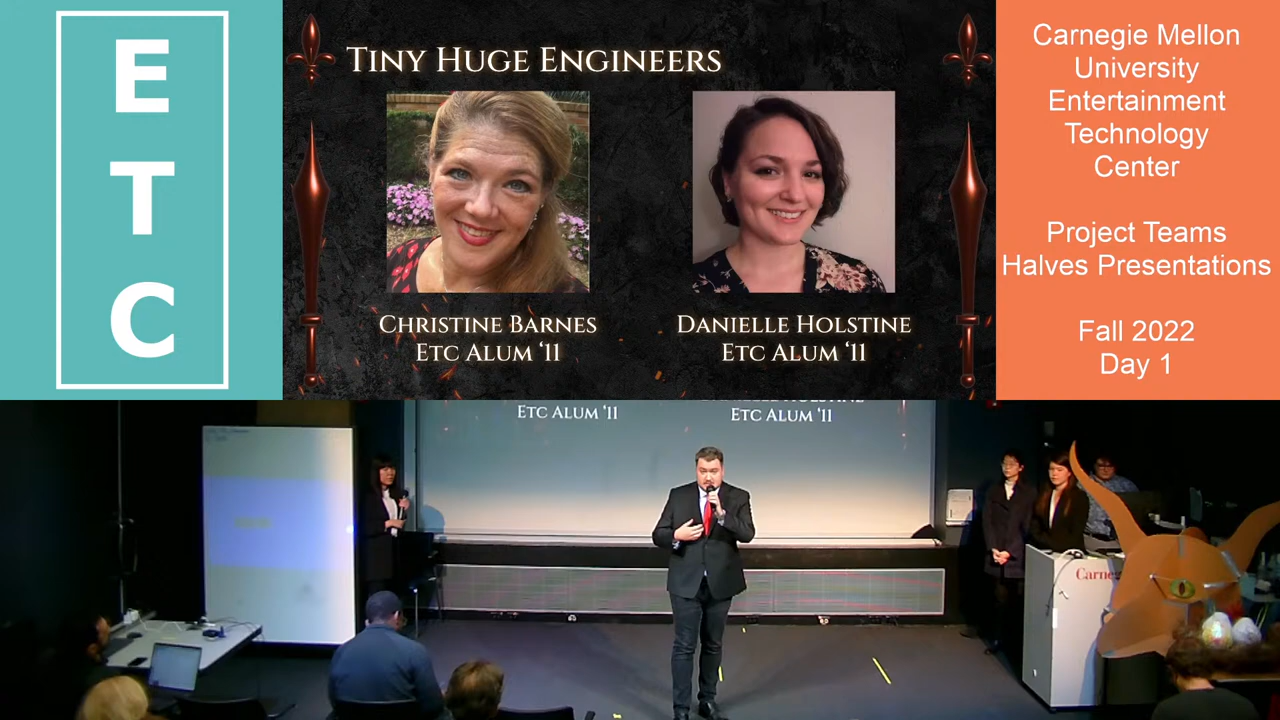 E
T
C
TINY HUGE ENGINEERS
CHRISTINE BARNES
ETC ALUM '11
DANIELLE HOLSTINE
ETC ALUM '11
Carnegie Mellon
University
Entertainment
Technology
Center
Project Teams
Halves Presentations
Fall 2022
Day 1
ETC ALUM '11
ETC ALUM '11